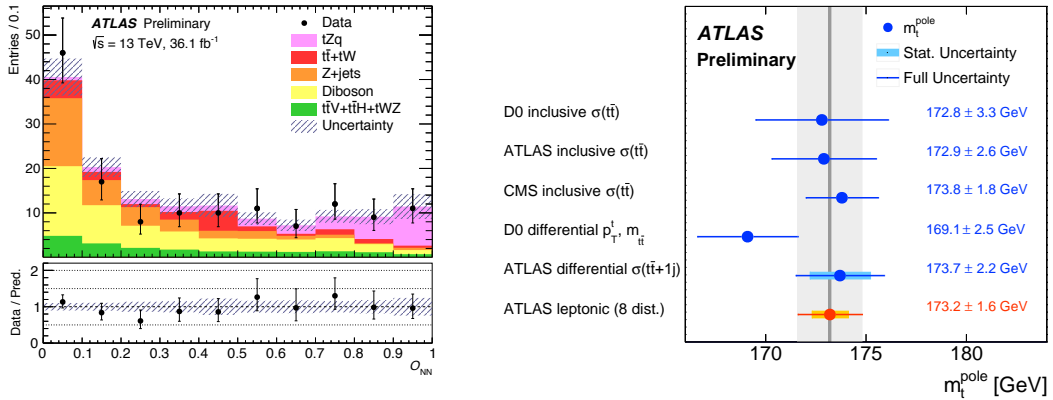 Entries / 0.1
50
40
30
20
10
ATLAS Preliminary
√s = 13 TeV, 36.1 fb⁻¹
Data
tZq
tt̄+tW
Z+jets
Diboson
tt̄V+tt̄H+tWZ
Uncertainty
Data / Pred.
2
1
0
0 0.1 0.2 0.3 0.4 0.5 0.6 0.7 0.8 0.9 1
O_NN
ATLAS
Preliminary
m_t^pole
Stat. Uncertainty
Full Uncertainty
D0 inclusive σ(tt̄) 172.8 ± 3.3 GeV
ATLAS inclusive σ(tt̄) 172.9 ± 2.6 GeV
CMS inclusive σ(tt̄) 173.8 ± 1.8 GeV
D0 differential p_T^t, m_tt̄ 169.1 ± 2.5 GeV
ATLAS differential σ(tt̄+1j) 173.7 ± 2.2 GeV
ATLAS leptonic (8 dist.) 173.2 ± 1.6 GeV
170 175 180
m_t^pole [GeV]